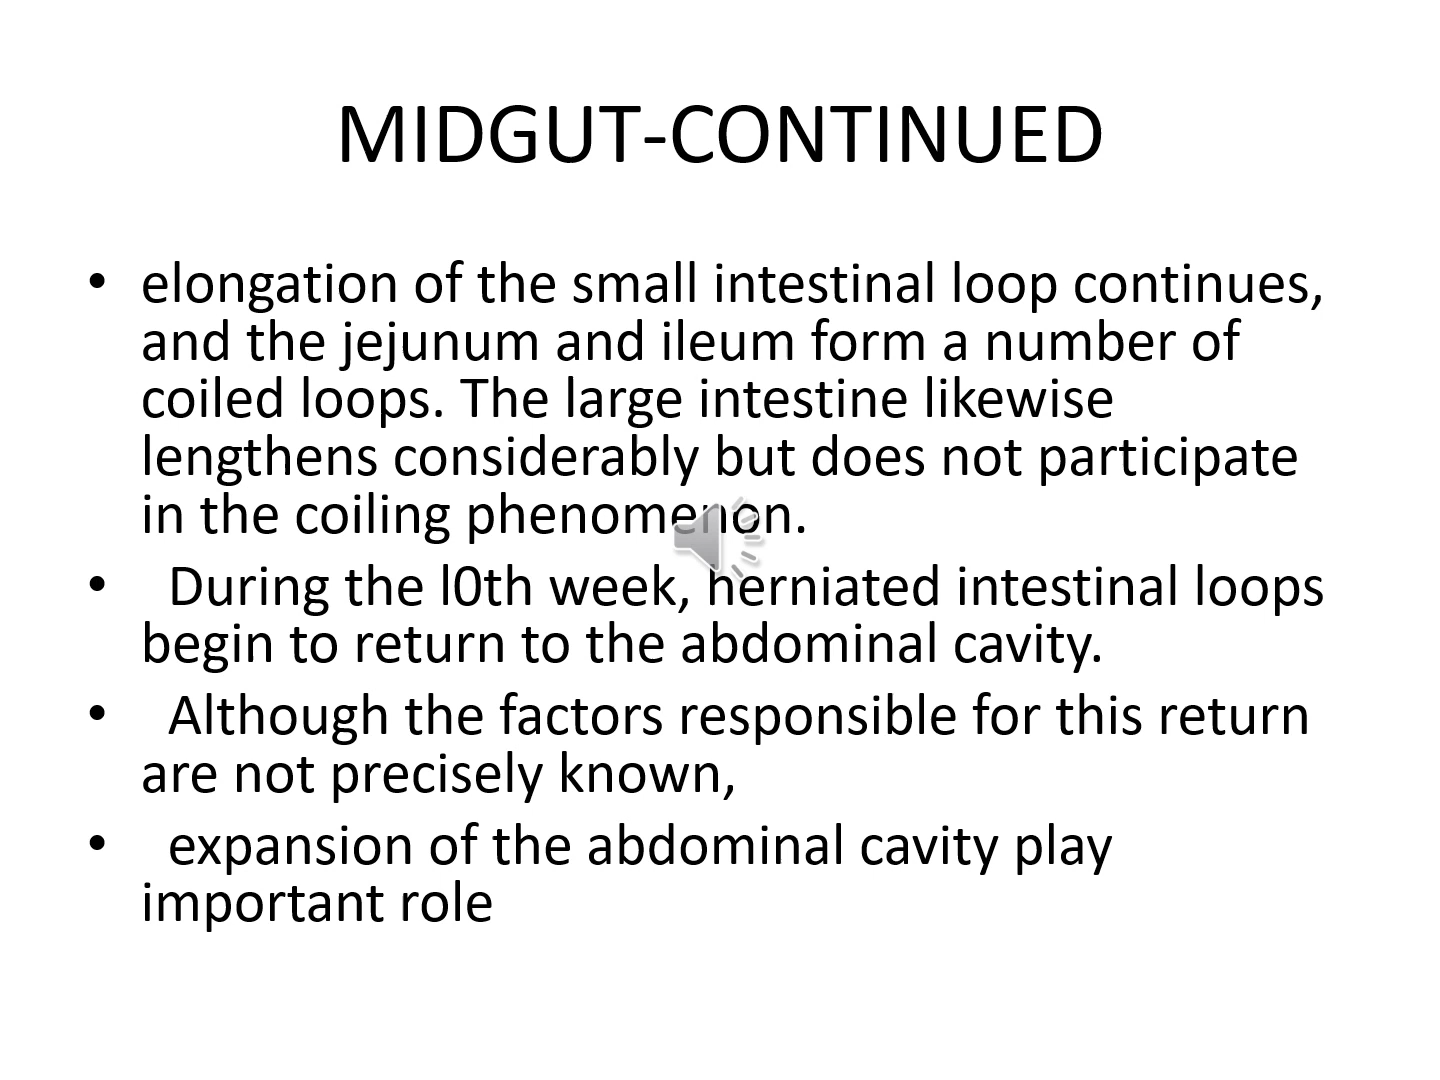 MIDGUT-CONTINUED
• elongation of the small intestinal loop continues,
and the jejunum and ileum form a number of
coiled loops. The large intestine likewise
lengthens considerably but does not participate
in the coiling phenomenon.
• During the l0th week, herniated intestinal loops
begin to return to the abdominal cavity.
• Although the factors responsible for this return
are not precisely known,
• expansion of the abdominal cavity play
important role